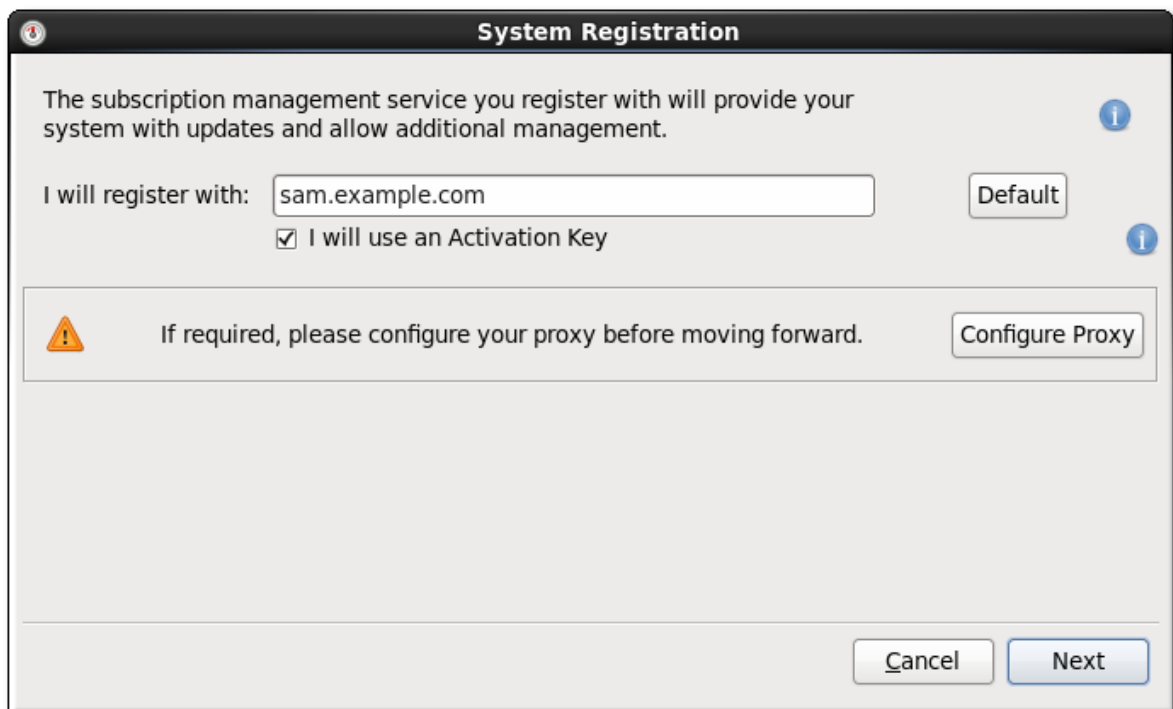 System Registration
The subscription management service you register with will provide your
system with updates and allow additional management.
I will register with: sam.example.com Default
I will use an Activation Key
If required, please configure your proxy before moving forward. Configure Proxy
Cancel Next